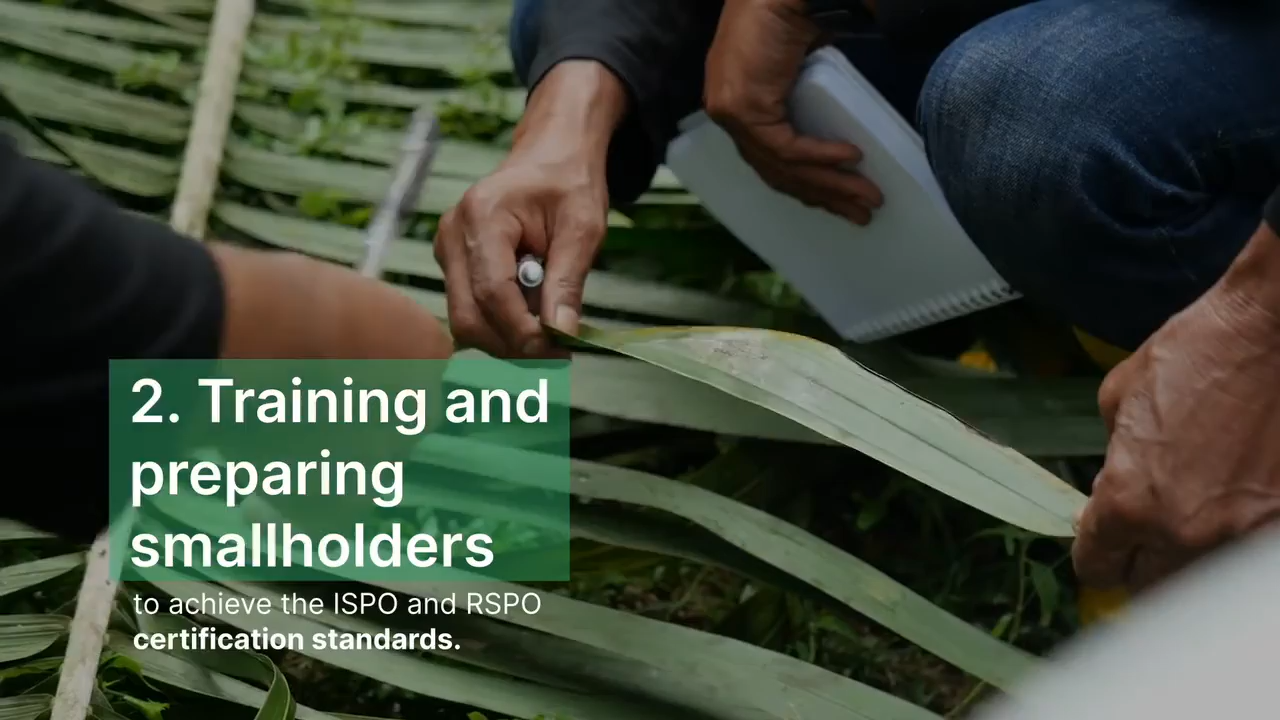 2. Training and
preparing
smallholders
to achieve the ISPO and RSPO
certification standards.